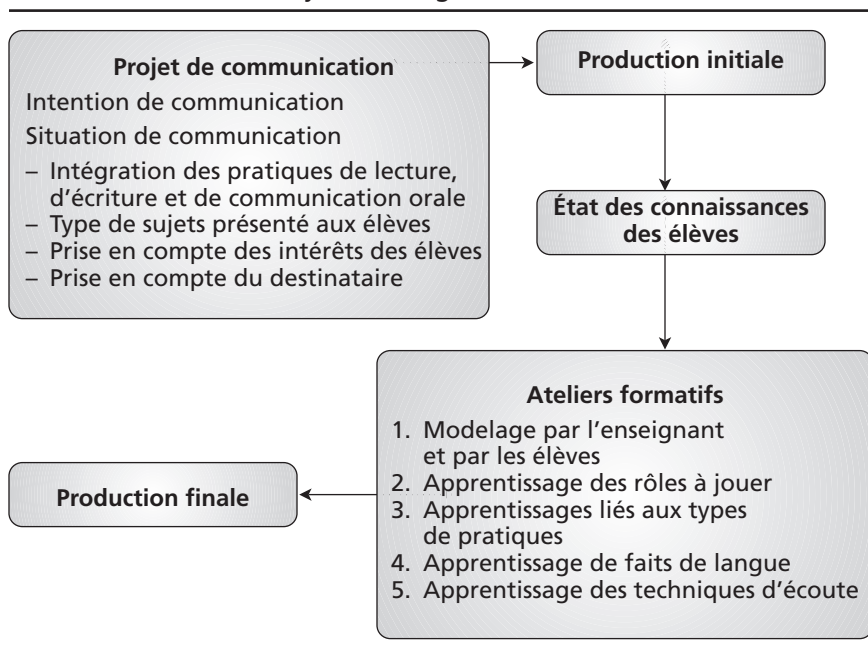 Projet de communication
Intention de communication
Situation de communication
– Intégration des pratiques de lecture,
d'écriture et de communication orale
– Type de sujets présenté aux élèves
– Prise en compte des intérêts des élèves
– Prise en compte du destinataire
Production initiale
État des connaissances
des élèves
Ateliers formatifs
1. Modelage par l'enseignant
et par les élèves
2. Apprentissage des rôles à jouer
3. Apprentissages liés aux types
de pratiques
4. Apprentissage de faits de langue
5. Apprentissage des techniques d'écoute
Production finale